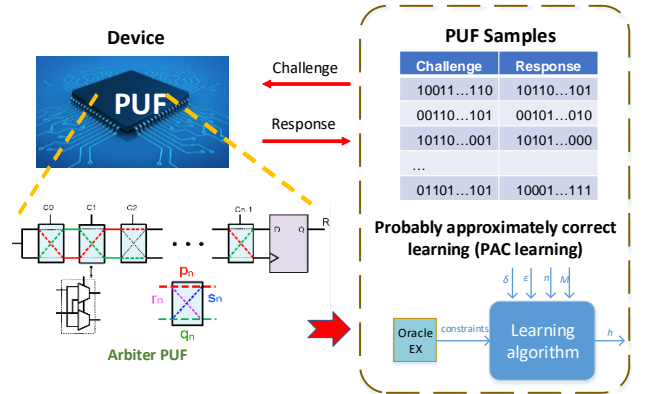 Device
PUF
Challenge
Response
PUF Samples
Challenge Response
10011...110 10110...101
00110...101 00101...010
10110...001 10101...000
...
01101...101 10001...111
C0 C1 C2 Cn-1
D Q R
pn
rn sn
qn
Arbiter PUF
Probably approximately correct
learning (PAC learning)
δ ε n M
Oracle
EX
constraints
Learning
algorithm
h